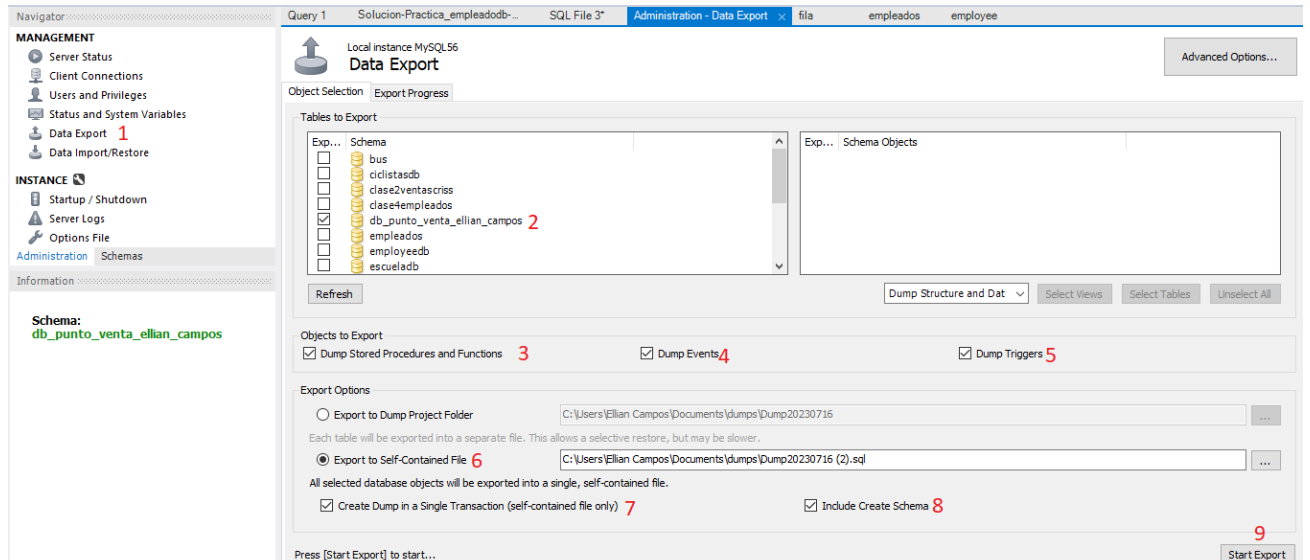 Navigator
MANAGEMENT
Server Status
Client Connections
Users and Privileges
Status and System Variables
Data Export 1
Data Import/Restore
INSTANCE
Startup / Shutdown
Server Logs
Options File
Administration Schemas
Information
Schema:
db_punto_venta_ellian_campos
Query 1 Solucion-Practica_empleadodb-... SQL File 3* Administration - Data Export × fila empleados employee
Local instance MySQL56
Data Export
Advanced Options...
Object Selection Export Progress
Tables to Export
Exp... Schema
bus
ciclistasdb
clase2ventascriss
clase4empleados
db_punto_venta_ellian_campos 2
empleados
employeedb
escueladb
Exp... Schema Objects
Refresh Dump Structure and Dat Select Views Select Tables Unselect All
Objects to Export
Dump Stored Procedures and Functions 3 Dump Events 4 Dump Triggers 5
Export Options
Export to Dump Project Folder C:\Users\Ellian Campos\Documents\dumps\Dump20230716 ...
Each table will be exported into a separate file. This allows a selective restore, but may be slower.
Export to Self-Contained File 6 C:\Users\Ellian Campos\Documents\dumps\Dump20230716 (2).sql ...
All selected database objects will be exported into a single, self-contained file.
Create Dump in a Single Transaction (self-contained file only) 7 Include Create Schema 8
9
Press [Start Export] to start... Start Export